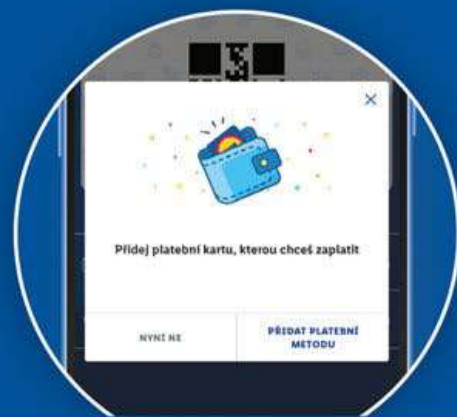 Přidej platební kartu, kterou chceš zaplatit
NYNÍ NE
PŘIDAT PLATEBNÍ
METODU